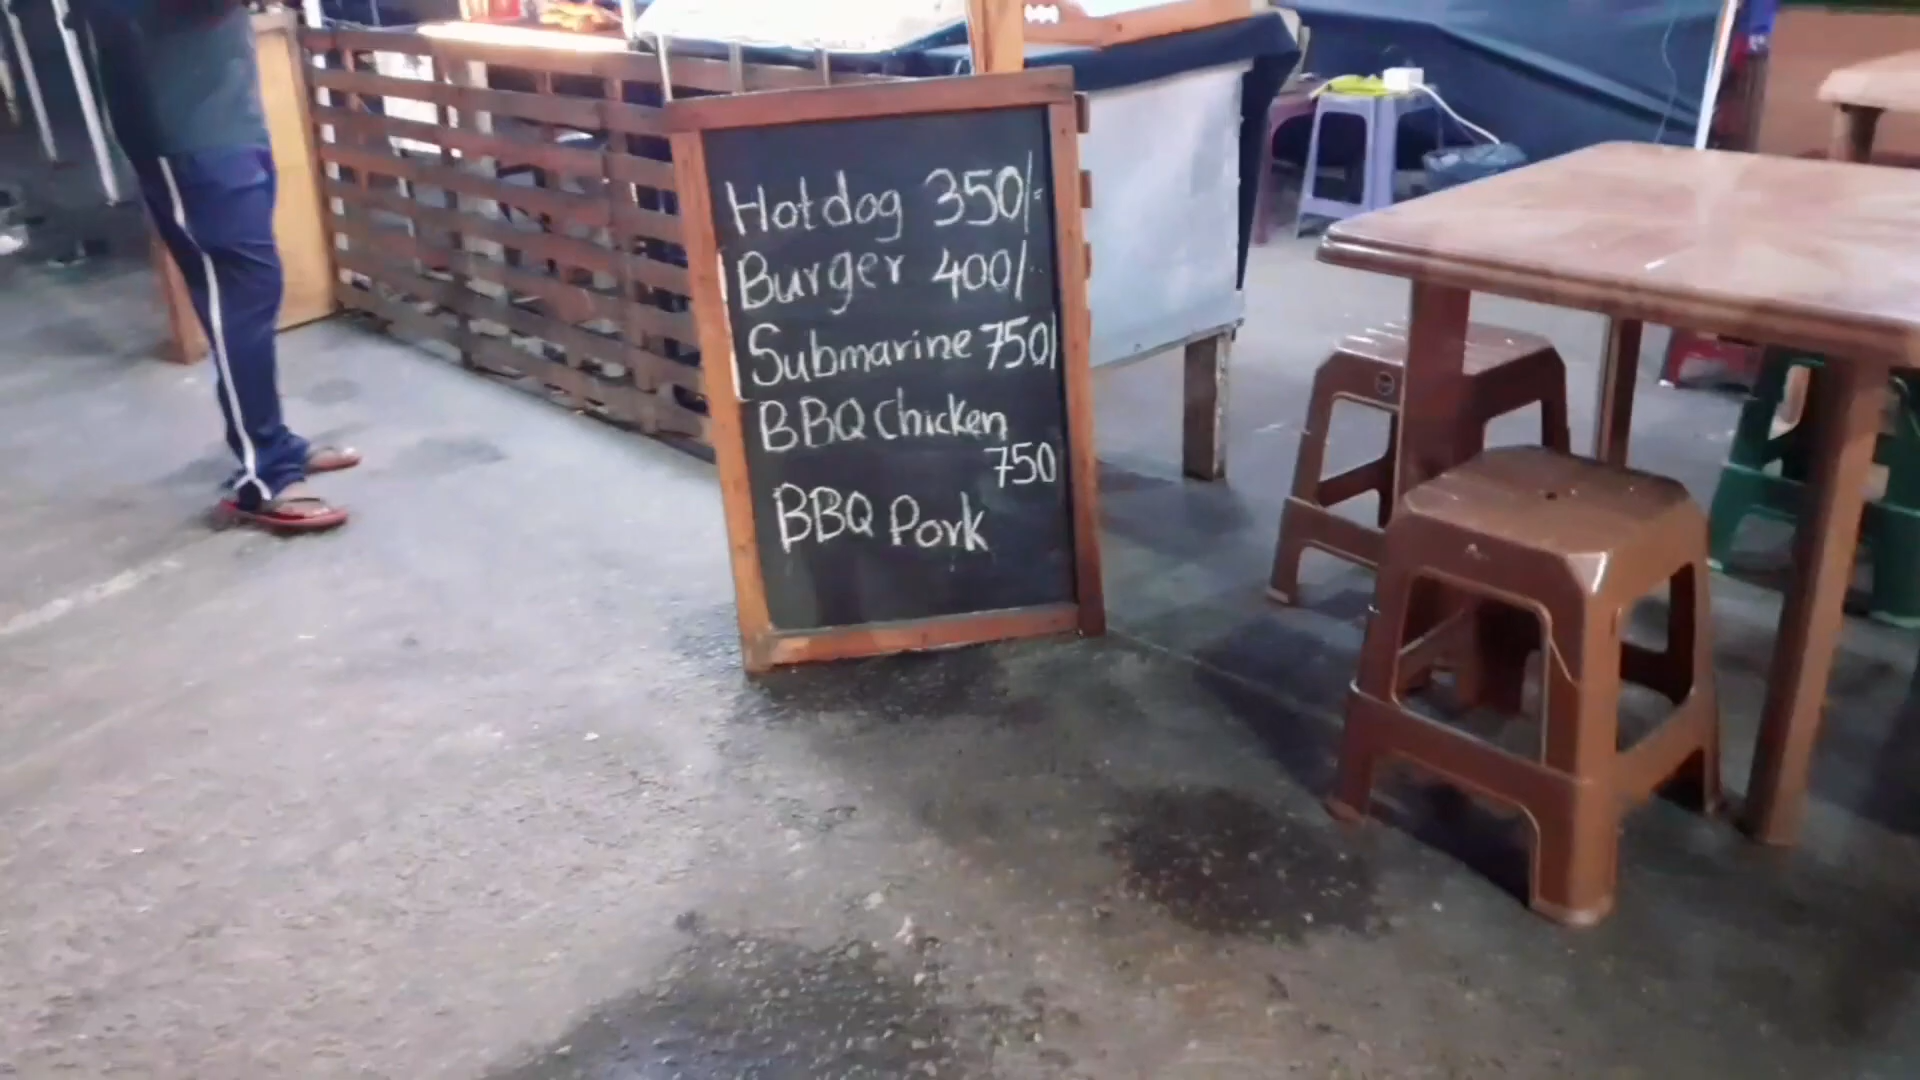 Hotdog 350/=
Burger 400/-
Submarine 750/
BBQ Chicken
750
BBQ Pork